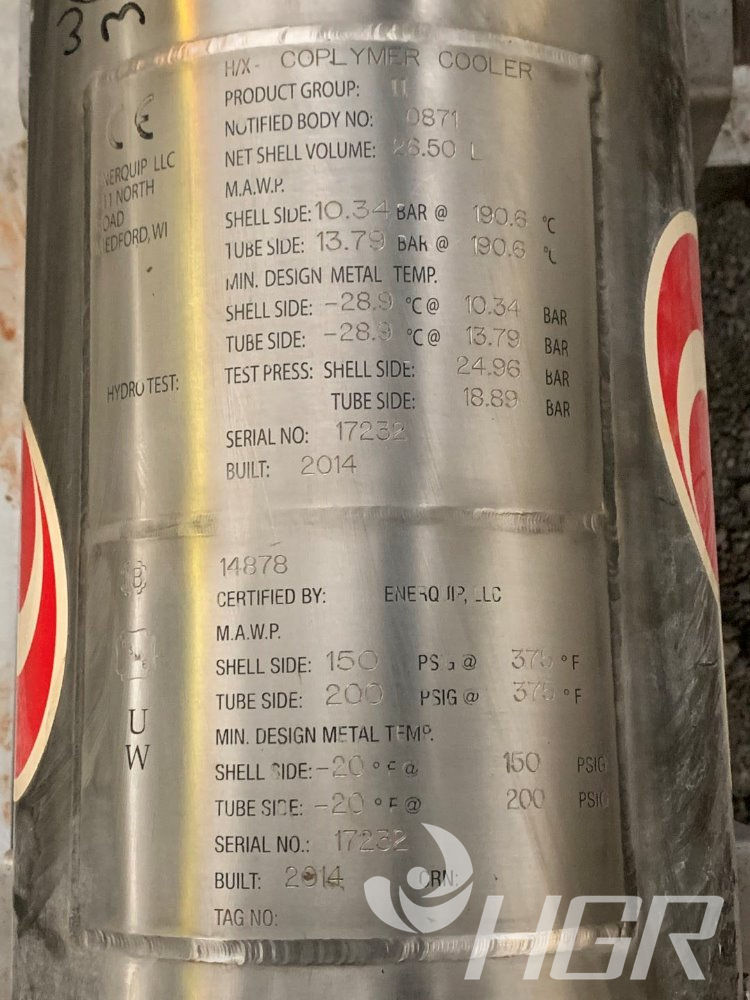 3 M
H/X- COPLYMER COOLER
PRODUCT GROUP: II
CE
NOTIFIED BODY NO: 0871
NET SHELL VOLUME: 26.50 L
LLC
NORTH
M.A.W.P.
WI
SHELL SIDE: 10.34 BAR @ 190.6 °C
TUBE SIDE: 13.79 BAR @ 190.6 °C
MIN. DESIGN METAL TEMP.
SHELL SIDE: -28.9 °C @ 10.34 BAR
TUBE SIDE: -28.9 °C @ 13.79 BAR
HYDRO TEST: TEST PRESS: SHELL SIDE: 24.96 BAR
TUBE SIDE: 18.89 BAR
SERIAL NO: 17232
BUILT: 2014
B
14878
CERTIFIED BY: ENERQUIP, LLC
M.A.W.P.
SHELL SIDE: 150 PSIG @ 375 °F
TUBE SIDE: 200 PSIG @ 375 °F
U
W
MIN. DESIGN METAL TEMP.
SHELL SIDE: -20 °F @ 150 PSIG
TUBE SIDE: -20 °F @ 200 PSIG
SERIAL NO.: 17232
BUILT: 2014 CRN:
TAG NO:
HGR